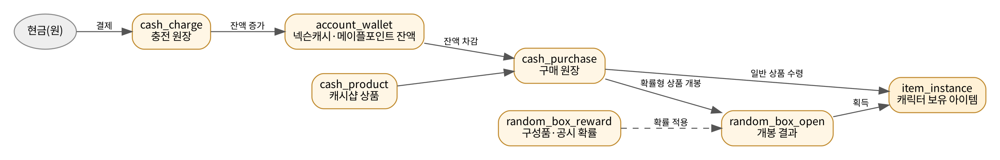 현금(원)
결제
cash_charge
충전 원장
잔액 증가
account_wallet
넥슨캐시·메이플포인트 잔액
잔액 차감
cash_product
캐시샵 상품
cash_purchase
구매 원장
일반 상품 수령
확률형 상품 개봉
random_box_reward
구성품·공시 확률
확률 적용
random_box_open
개봉 결과
획득
item_instance
캐릭터 보유 아이템